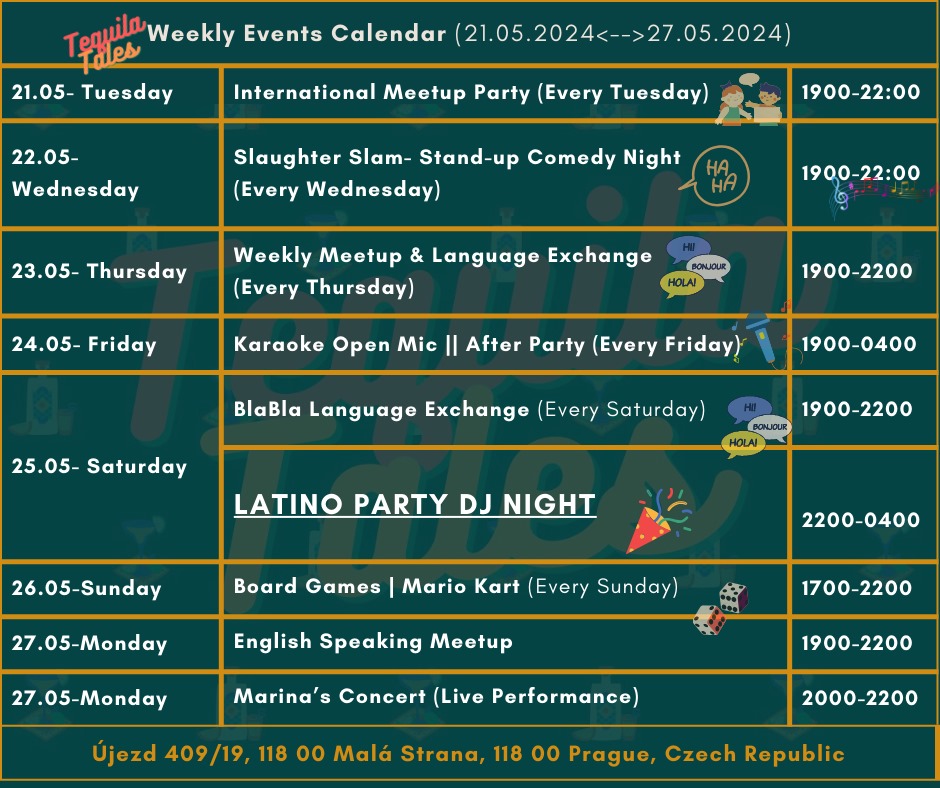 Tequila
Tales
Weekly Events Calendar (21.05.2024<-->27.05.2024)
21.05- Tuesday
International Meetup Party (Every Tuesday)
1900-22:00
22.05-
Wednesday
Slaughter Slam- Stand-up Comedy Night
(Every Wednesday)
HA
HA
1900-22:00
23.05- Thursday
Weekly Meetup & Language Exchange
(Every Thursday)
HI!
BONJOUR
HOLA!
1900-2200
24.05- Friday
Karaoke Open Mic || After Party (Every Friday)
1900-0400
25.05- Saturday
BlaBla Language Exchange (Every Saturday)
HI!
BONJOUR
HOLA!
1900-2200
LATINO PARTY DJ NIGHT
2200-0400
26.05-Sunday
Board Games | Mario Kart (Every Sunday)
1700-2200
27.05-Monday
English Speaking Meetup
1900-2200
27.05-Monday
Marina's Concert (Live Performance)
2000-2200
Tequila
Tales
Újezd 409/19, 118 00 Malá Strana, 118 00 Prague, Czech Republic